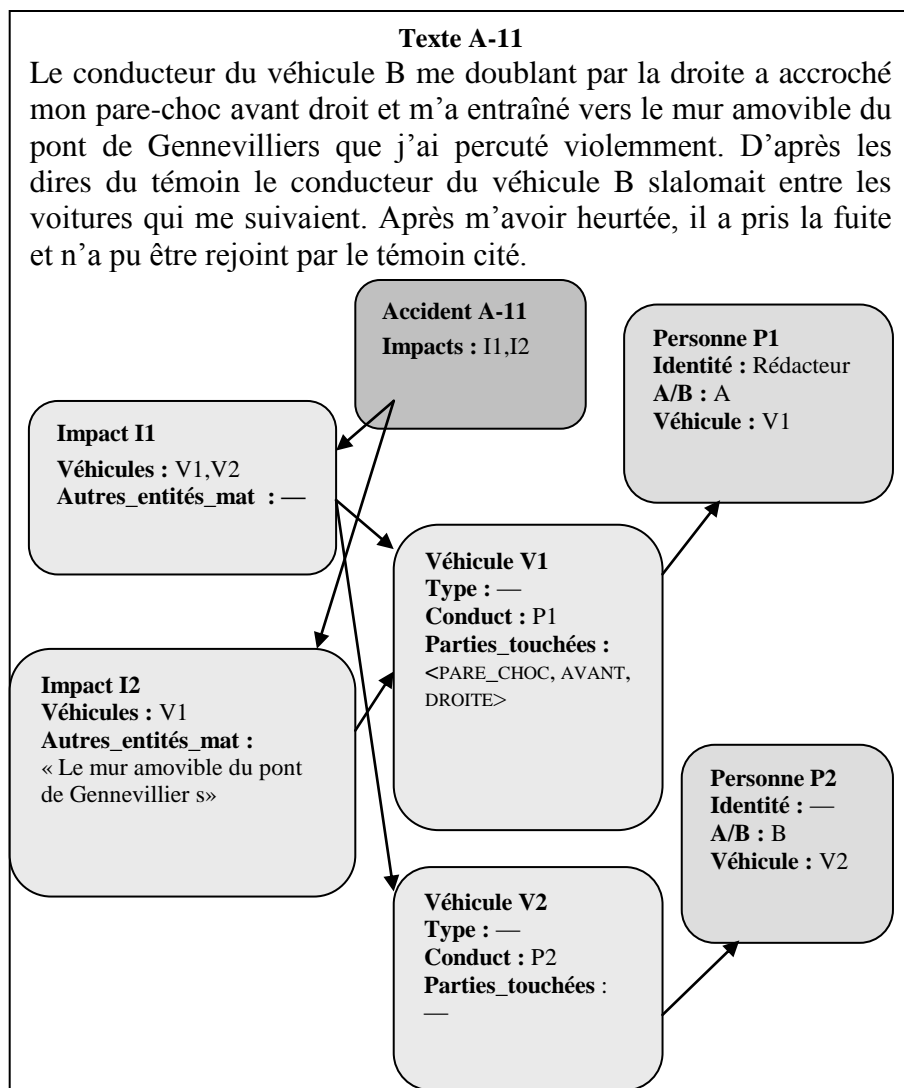 Texte A-11
Le conducteur du véhicule B me doublant par la droite a accroché
mon pare-choc avant droit et m’a entraîné vers le mur amovible du
pont de Gennevilliers que j’ai percuté violemment. D’après les
dires du témoin le conducteur du véhicule B slalomait entre les
voitures qui me suivaient. Après m’avoir heurtée, il a pris la fuite
et n’a pu être rejoint par le témoin cité.
Accident A-11
Impacts : I1,I2
Personne P1
Identité : Rédacteur
A/B : A
Véhicule : V1
Impact I1
Véhicules : V1,V2
Autres_entités_mat : —
Véhicule V1
Type : —
Conduct : P1
Parties_touchées :
<PARE_CHOC, AVANT,
DROITE>
Impact I2
Véhicules : V1
Autres_entités_mat :
« Le mur amovible du pont
de Gennevillier s»
Personne P2
Identité : —
A/B : B
Véhicule : V2
Véhicule V2
Type : —
Conduct : P2
Parties_touchées :
—